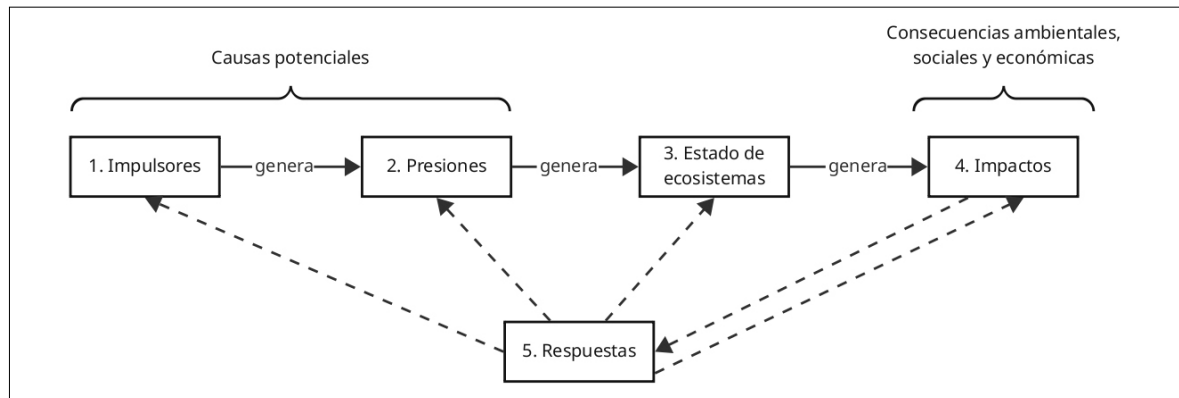 Causas potenciales
Consecuencias ambientales,
sociales y económicas
1. Impulsores
genera
2. Presiones
genera
3. Estado de
ecosistemas
genera
4. Impactos
5. Respuestas